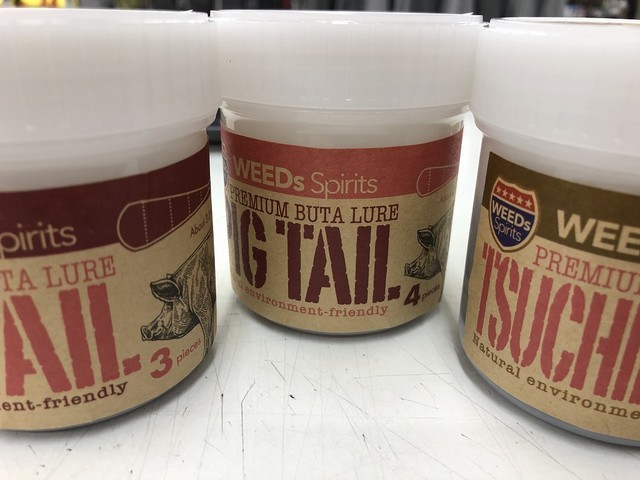 pirits
TA LURE
AIL.
3 pieces
ent-friendly
WEEDs Spirits
PREMIUM BUTA LURE
IG TAIL.
4 pieces
environment-friendly
WEEDs
Spirits
WEE
PREMIU
TSUCHI
Natural environme